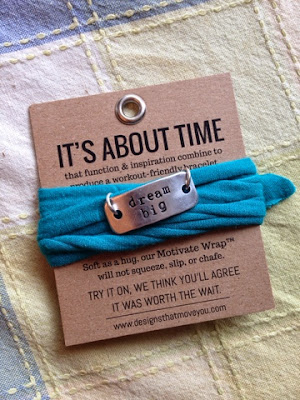 IT'S ABOUT TIME
that function & inspiration combine to
produce a workout-friendly bracelet
dream
big
Soft as a hug, our Motivate Wrap™
will not squeeze, slip, or chafe.
TRY IT ON, WE THINK YOU'LL AGREE
IT WAS WORTH THE WAIT.
www.designsthatmoveyou.com